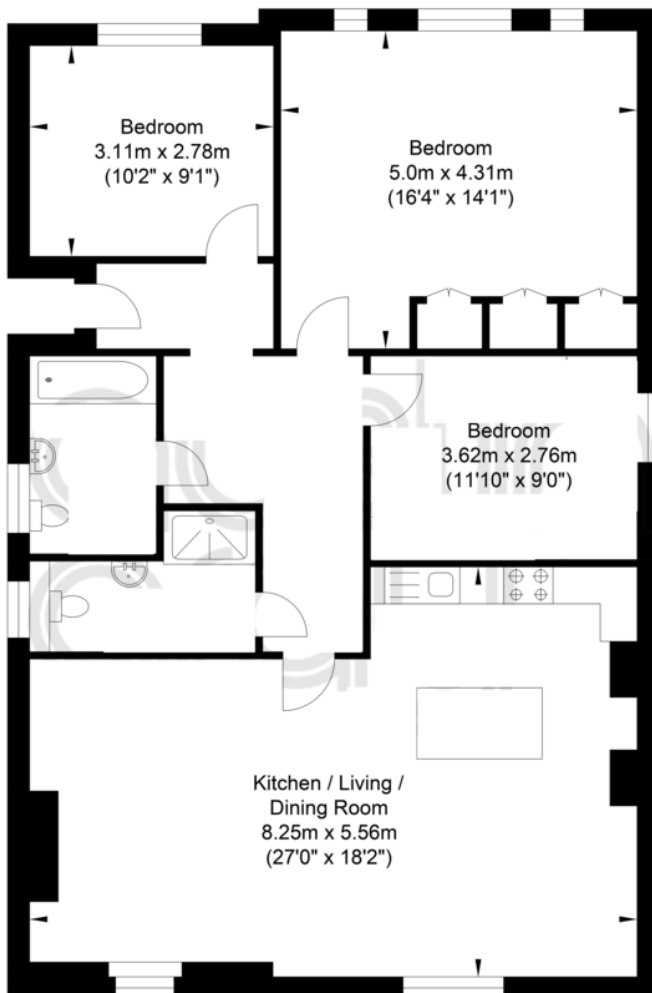 Bedroom
3.11m x 2.78m
(10'2" x 9'1")
Bedroom
5.0m x 4.31m
(16'4" x 14'1")
Bedroom
3.62m x 2.76m
(11'10" x 9'0")
Kitchen / Living /
Dining Room
8.25m x 5.56m
(27'0" x 18'2")